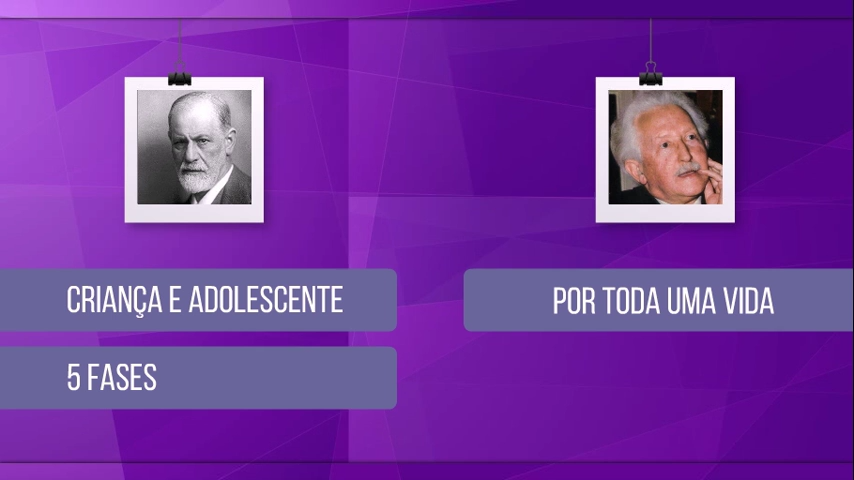 CRIANÇA E ADOLESCENTE
POR TODA UMA VIDA
5 FASES